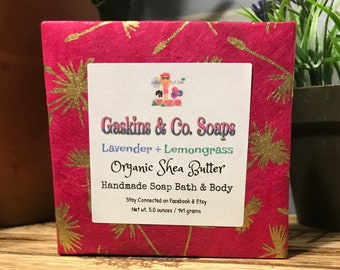 Gaskins & Co. Soaps
Lavender + Lemongrass
Organic Shea Butter
Handmade Soap Bath & Body
Stay Connected on Facebook & Etsy
Net wt. 5.0 ounces / 141 grams